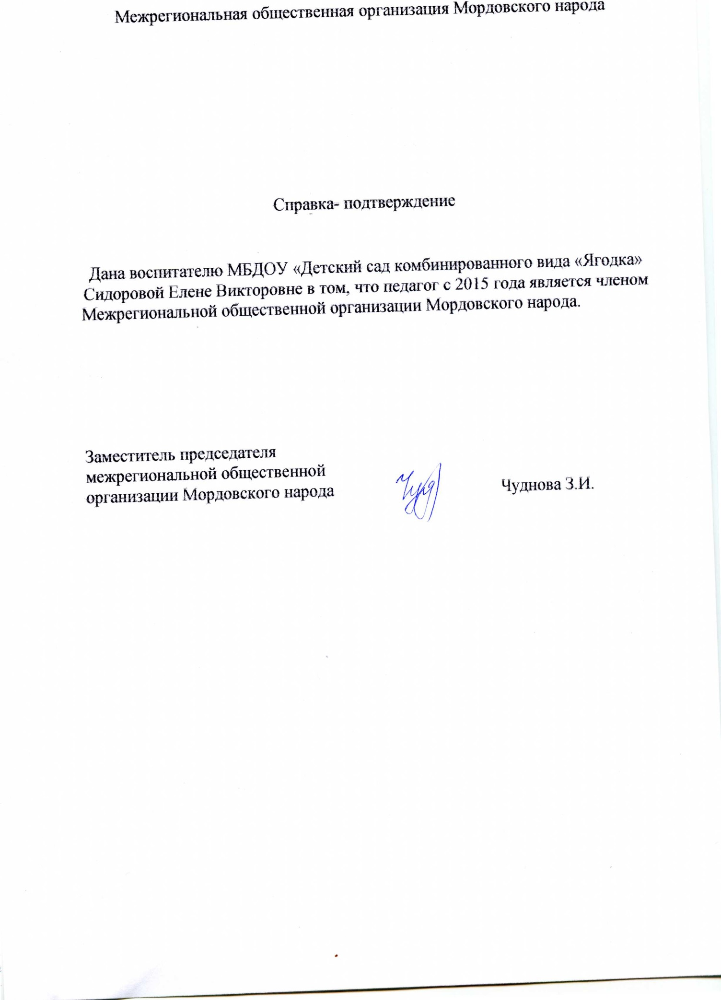 Межрегиональная общественная организация Мордовского народа
Справка- подтверждение
Дана воспитателю МБДОУ «Детский сад комбинированного вида «Ягодка»
Сидоровой Елене Викторовне в том, что педагог с 2015 года является членом
Межрегиональной общественной организации Мордовского народа.
Заместитель председателя
межрегиональной общественной
организации Мордовского народа
Чуднова З.И.